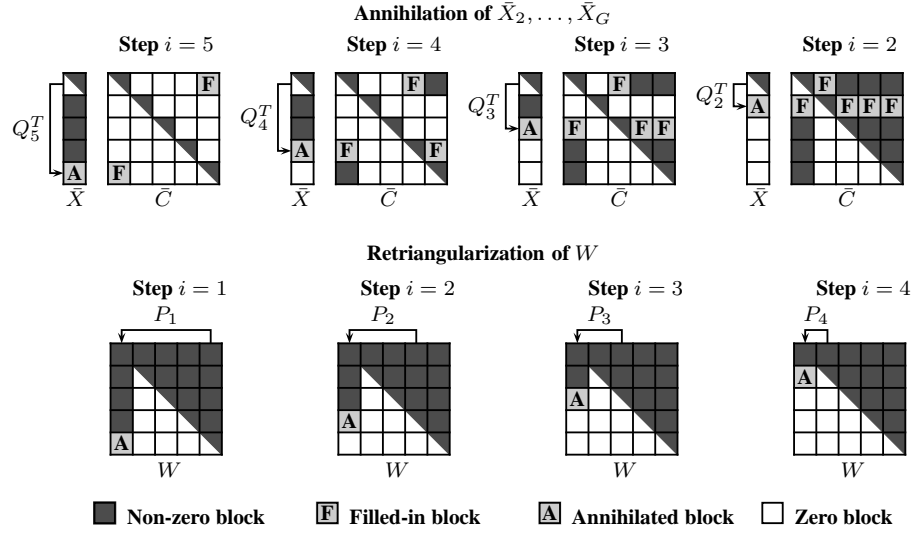 Annihilation of X̄₂, . . . , X̄_G
Step i = 5 Step i = 4 Step i = 3 Step i = 2
F F F F
Q₅ᵀ Q₄ᵀ Q₃ᵀ Q₂ᵀ
A F F F A F F F F
A F F
A F
X̄ C̄ X̄ C̄ X̄ C̄ X̄ C̄
Retriangularization of W
Step i = 1 Step i = 2 Step i = 3 Step i = 4
P₁ P₂ P₃ P₄
A
A
A
A
W W W W
Non-zero block F Filled-in block A Annihilated block Zero block